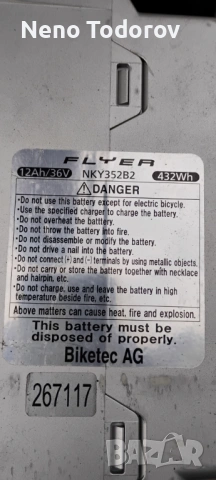 Neno Todorov
FLYER
12Ah/36V NKY352B2 432Wh
⚠DANGER
•Do not use this battery except for electric bicycle.
•Use the specified charger to charge the battery.
•Do not overheat the batttery.
•Do not throw the battery into fire.
•Do not disassemble or modify the battery.
•Do not drive a nail into the battery.
•Do not connect (+) and (−) terminals by using metallic objects.
•Do not carry or store the battery together with necklace
and hairpin, etc.
•Do not charge, use and leave the battery in high
temperature beside fire, etc.
Above matters can cause heat, fire and explosion.
This battery must be
disposed of properly.
Biketec AG
267117
BAZAR